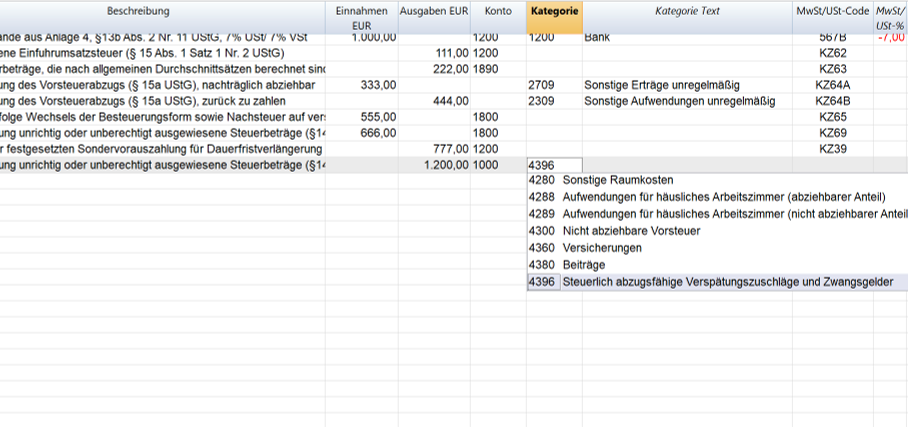 Beschreibung Einnahmen EUR Ausgaben EUR Konto Kategorie Kategorie Text MwSt/USt-Code MwSt/ USt-%
ände aus Anlage 4, §13b Abs. 2 Nr. 11 UStG, 7% USt/ 7% VSt 1.000,00 1200 1200 Bank 567B -7,00
ene Einfuhrumsatzsteuer (§ 15 Abs. 1 Satz 1 Nr. 2 UStG) 111,00 1200 KZ62
rbeträge, die nach allgemeinen Durchschnittsätzen berechnet sind 222,00 1890 KZ63
ung des Vorsteuerabzugs (§ 15a UStG), nachträglich abziehbar 333,00 2709 Sonstige Erträge unregelmäßig KZ64A
ung des Vorsteuerabzugs (§ 15a UStG), zurück zu zahlen 444,00 2309 Sonstige Aufwendungen unregelmäßig KZ64B
folge Wechsels der Besteuerungsform sowie Nachsteuer auf vers 555,00 1800 KZ65
ung unrichtig oder unberechtigt ausgewiesene Steuerbeträge (§14 666,00 1800 KZ69
r festgesetzten Sondervorauszahlung für Dauerfristverlängerung 777,00 1200 KZ39
ung unrichtig oder unberechtigt ausgewiesene Steuerbeträge (§14 1.200,00 1000 4396
4280 Sonstige Raumkosten
4288 Aufwendungen für häusliches Arbeitszimmer (abziehbarer Anteil)
4289 Aufwendungen für häusliches Arbeitszimmer (nicht abziehbarer Anteil
4300 Nicht abziehbare Vorsteuer
4360 Versicherungen
4380 Beiträge
4396 Steuerlich abzugsfähige Verspätungszuschläge und Zwangsgelder